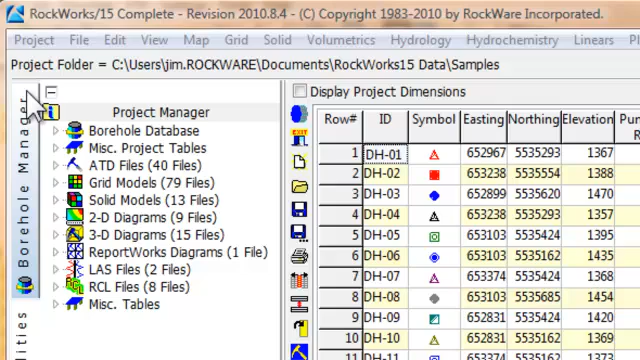 RockWorks/15 Complete - Revision 2010.8.4 - (C) Copyright 1983-2010 by RockWare Incorporated.
Project File Edit View Map Grid Solid Volumetrics Hydrology Hydrochemistry Linears
Project Folder = C:\Users\jim.ROCKWARE\Documents\RockWorks15 Data\Samples
Borehole Manager
Project Manager
Borehole Database
Misc. Project Tables
ATD Files (40 Files)
Grid Models (79 Files)
Solid Models (13 Files)
2-D Diagrams (9 Files)
3-D Diagrams (15 Files)
ReportWorks Diagrams (1 File)
LAS Files (2 Files)
RCL Files (8 Files)
Misc. Tables
EXIT
Display Project Dimensions
Row# ID Symbol Easting Northing Elevation
1 DH-01 652967 5535293 1367
2 DH-02 653238 5535554 1388
3 DH-03 652899 5535620 1470
4 DH-04 653238 5535293 1357
5 DH-05 653103 5535424 1395
6 DH-06 653103 5535162 1435
7 DH-07 653374 5535424 1368
8 DH-08 653103 5535685 1454
9 DH-09 652831 5535424 1420
10 DH-10 652831 5535162 1369